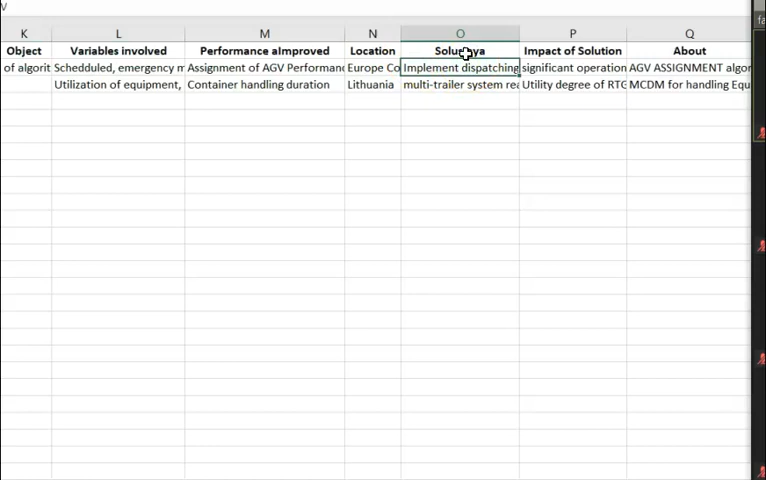 V
fa
K L M N O P Q
Object Variables involved Performance aImproved Location Impact of Solution About
of algorit Schedduled, emergency m Assignment of AGV Performanc Europe Co Implement dispatching significant operation AGV ASSIGNMENT algor
Utilization of equipment, Container handling duration Lithuania multi-trailer system rea Utility degree of RTG MCDM for handling Equ